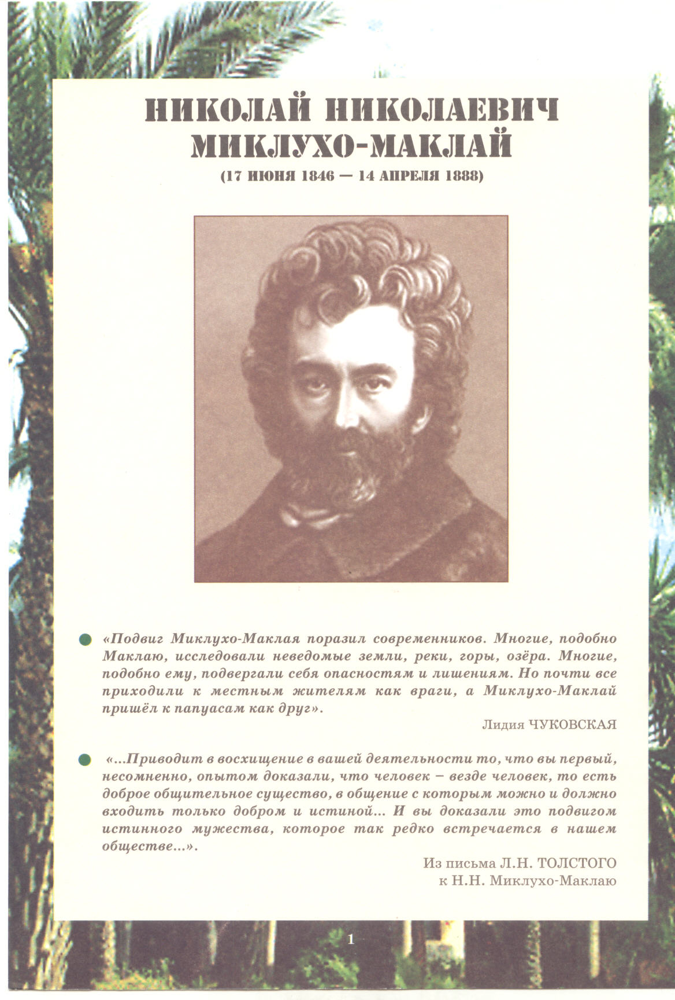 НИКОЛАЙ НИКОЛАЕВИЧ
МИКЛУХО-МАКЛАЙ
(17 ИЮНЯ 1846 — 14 АПРЕЛЯ 1888)
«Подвиг Миклухо-Маклая поразил современников. Многие, подобно
Маклаю, исследовали неведомые земли, реки, горы, озёра. Многие,
подобно ему, подвергали себя опасностям и лишениям. Но почти все
приходили к местным жителям как враги, а Миклухо-Маклай
пришёл к папуасам как друг».
Лидия ЧУКОВСКАЯ
«...Приводит в восхищение в вашей деятельности то, что вы первый,
несомненно, опытом доказали, что человек – везде человек, то есть
доброе общительное существо, в общение с которым можно и должно
входить только добром и истиной... И вы доказали это подвигом
истинного мужества, которое так редко встречается в нашем
обществе...».
Из письма Л.Н. ТОЛСТОГО
к Н.Н. Миклухо-Маклаю
1